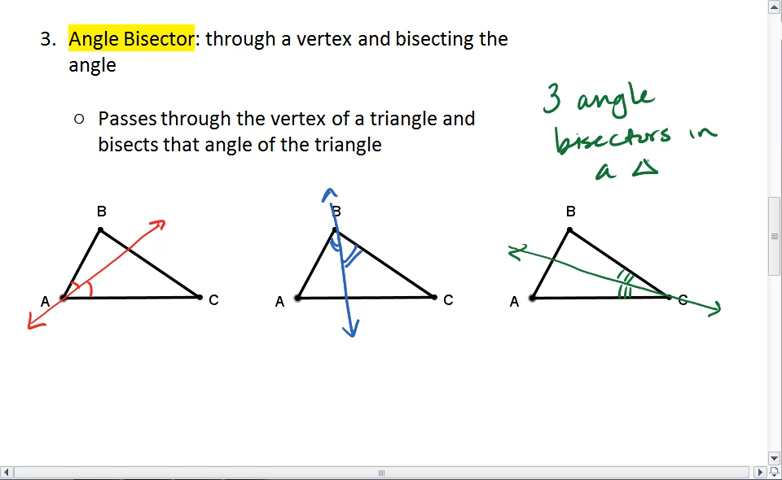 3. Angle Bisector: through a vertex and bisecting the
angle
o Passes through the vertex of a triangle and
bisects that angle of the triangle
3 angle
bisectors in
a Δ
B
A
C
B
A
C
B
A
C